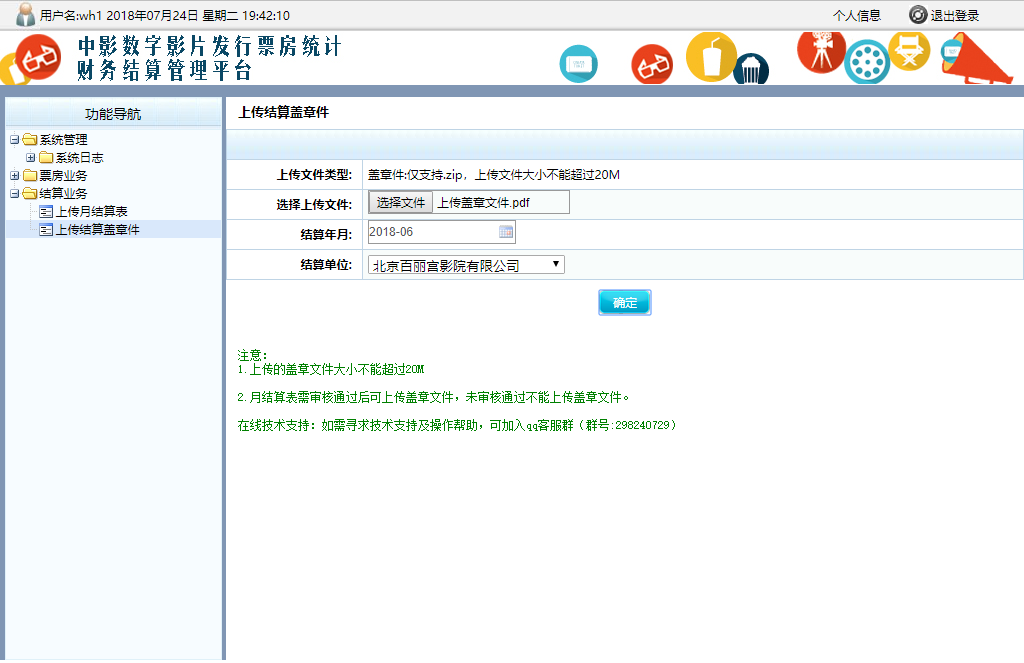 用户名:wh1 2018年07月24日 星期二 19:42:10
个人信息
退出登录
中影数字影片发行票房统计
财务结算管理平台
功能导航
系统管理
系统日志
票房业务
结算业务
上传月结算表
上传结算盖章件
上传结算盖章件
上传文件类型: 盖章件:仅支持.zip，上传文件大小不能超过20M
选择上传文件: 选择文件 上传盖章文件.pdf
结算年月: 2018-06
结算单位: 北京百丽宫影院有限公司
确定
注意：
1.上传的盖章文件大小不能超过20M
2.月结算表需审核通过后可上传盖章文件，未审核通过不能上传盖章文件。
在线技术支持：如需寻求技术支持及操作帮助，可加入qq客服群（群号:298240729）